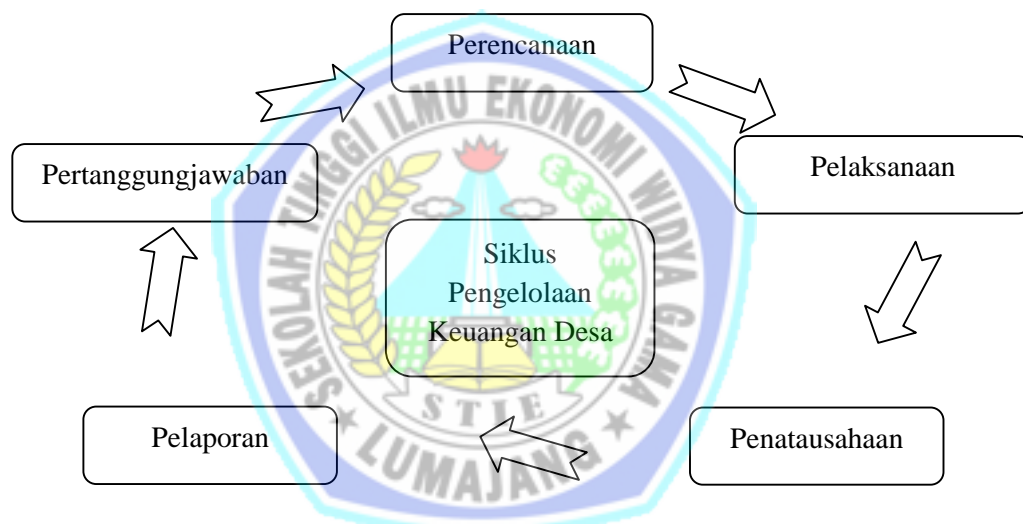 Perencanaan
Pelaksanaan
Penatausahaan
Pelaporan
Pertanggungjawaban
Siklus
Pengelolaan
Keuangan Desa
SEKOLAH TINGGI ILMU EKONOMI WIDYA GAMA
STIE
LUMAJANG